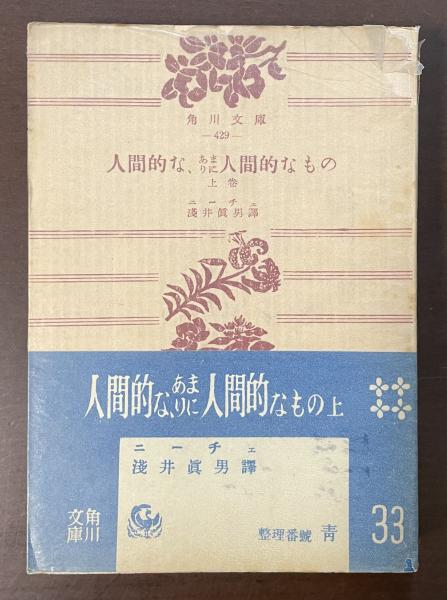 角川文庫
—429—
人間的な、あまりに人間的なもの
上巻
ニーチェ
淺井眞男譯
人間的な、あまりに人間的なもの 上
ニーチェ
淺井眞男譯
角川文庫
整理番號 靑
33
1